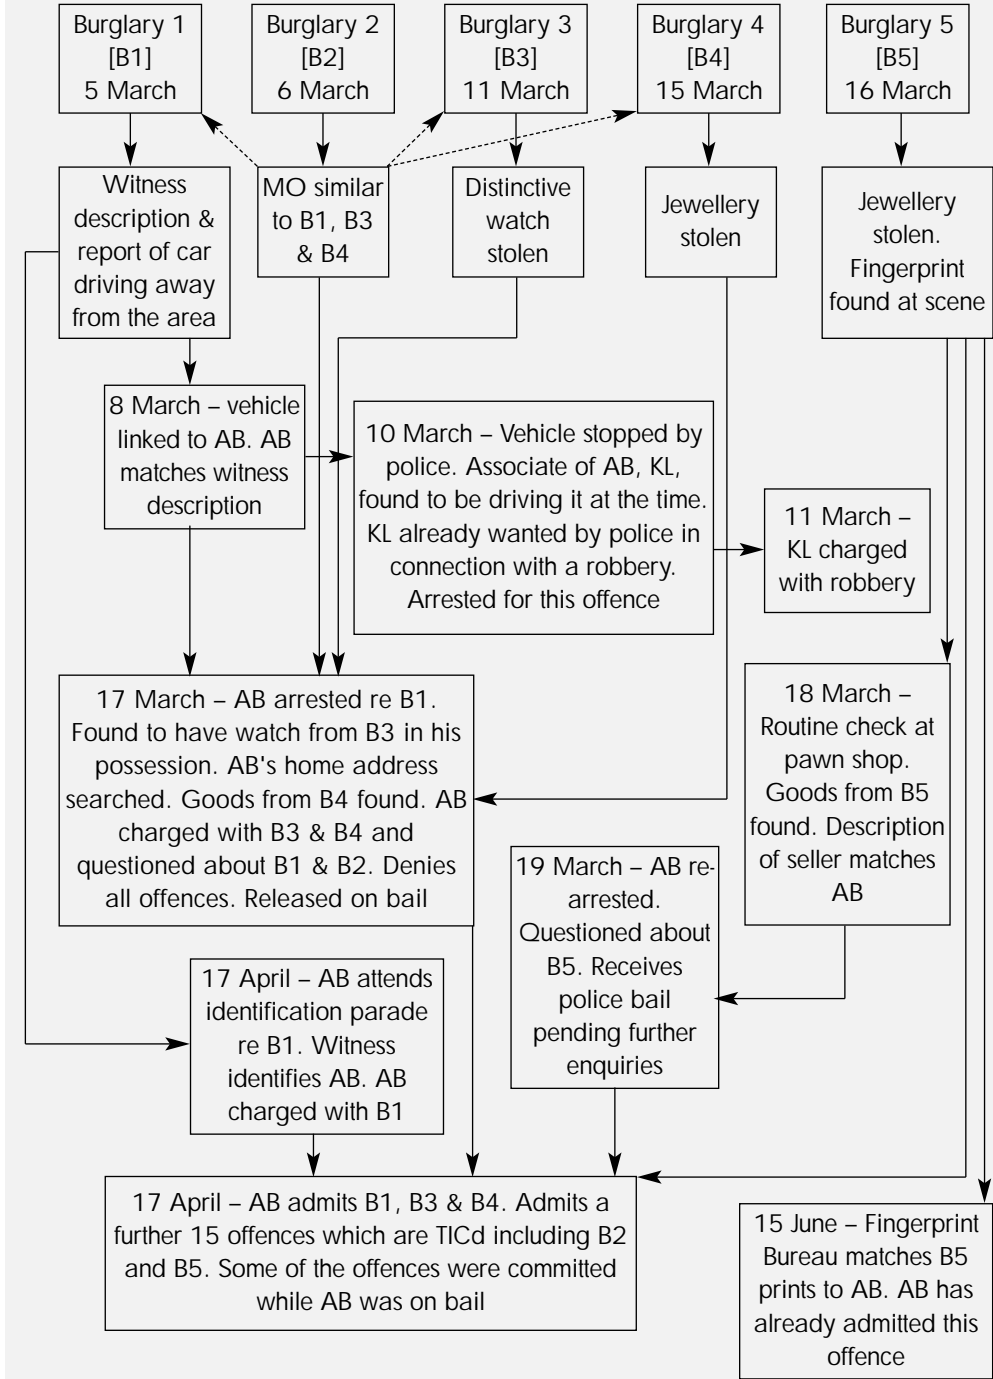 Burglary 1
[B1]
5 March
Burglary 2
[B2]
6 March
Burglary 3
[B3]
11 March
Burglary 4
[B4]
15 March
Burglary 5
[B5]
16 March
Witness
description &
report of car
driving away
from the area
MO similar
to B1, B3
& B4
Distinctive
watch
stolen
Jewellery
stolen
Jewellery
stolen.
Fingerprint
found at scene
8 March – vehicle
linked to AB. AB
matches witness
description
10 March – Vehicle stopped by
police. Associate of AB, KL,
found to be driving it at the time.
KL already wanted by police in
connection with a robbery.
Arrested for this offence
11 March –
KL charged
with robbery
17 March – AB arrested re B1.
Found to have watch from B3 in his
possession. AB's home address
searched. Goods from B4 found. AB
charged with B3 & B4 and
questioned about B1 & B2. Denies
all offences. Released on bail
18 March –
Routine check at
pawn shop.
Goods from B5
found. Description
of seller matches
AB
19 March – AB re-
arrested.
Questioned about
B5. Receives
police bail
pending further
enquiries
17 April – AB attends
identification parade
re B1. Witness
identifies AB. AB
charged with B1
17 April – AB admits B1, B3 & B4. Admits a
further 15 offences which are TICd including B2
and B5. Some of the offences were committed
while AB was on bail
15 June – Fingerprint
Bureau matches B5
prints to AB. AB has
already admitted this
offence